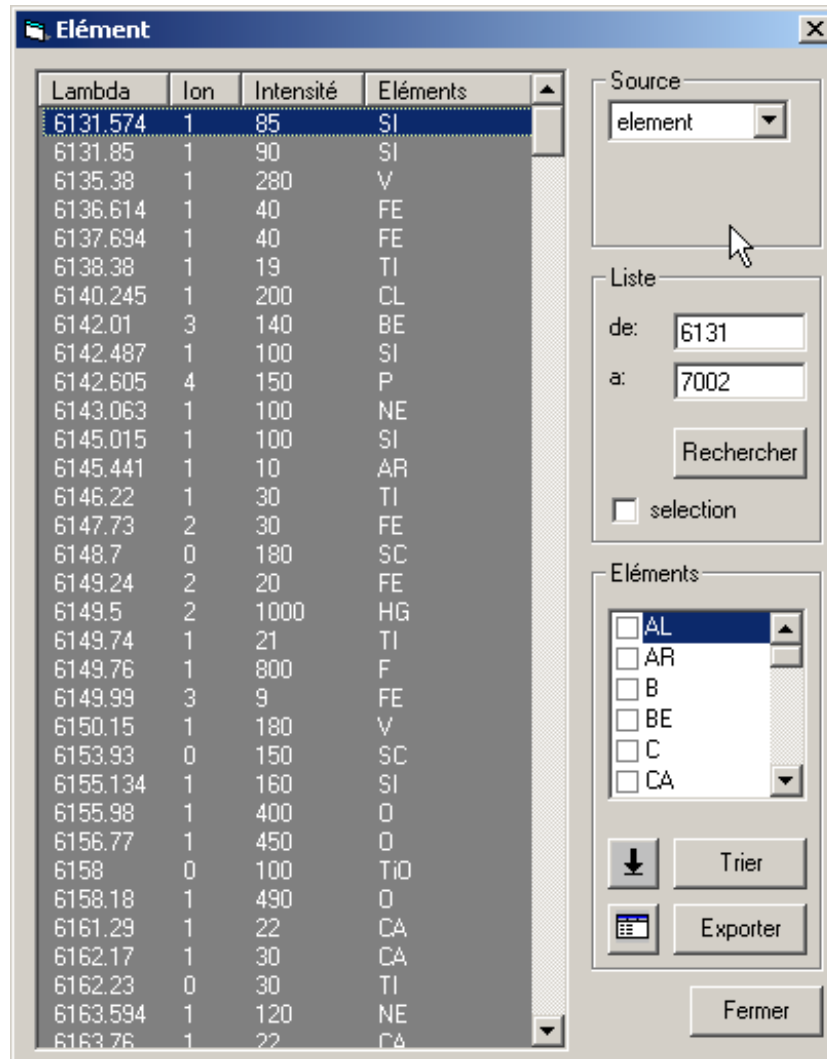 Elément
Lambda Ion Intensité Eléments
6131.574 1 85 SI
6131.85 1 90 SI
6135.38 1 280 V
6136.614 1 40 FE
6137.694 1 40 FE
6138.38 1 19 TI
6140.245 1 200 CL
6142.01 3 140 BE
6142.487 1 100 SI
6142.605 4 150 P
6143.063 1 100 NE
6145.015 1 100 SI
6145.441 1 10 AR
6146.22 1 30 TI
6147.73 2 30 FE
6148.7 0 180 SC
6149.24 2 20 FE
6149.5 2 1000 HG
6149.74 1 21 TI
6149.76 1 800 F
6149.99 3 9 FE
6150.15 1 180 V
6153.93 0 150 SC
6155.134 1 160 SI
6155.98 1 400 O
6156.77 1 450 O
6158 0 100 TiO
6158.18 1 490 O
6161.29 1 22 CA
6162.17 1 30 CA
6162.23 0 30 TI
6163.594 1 120 NE
6163.76 1 22 CA
Source
element
Liste
de: 6131
a: 7002
Rechercher
selection
Eléments
AL
AR
B
BE
C
CA
Trier
Exporter
Fermer